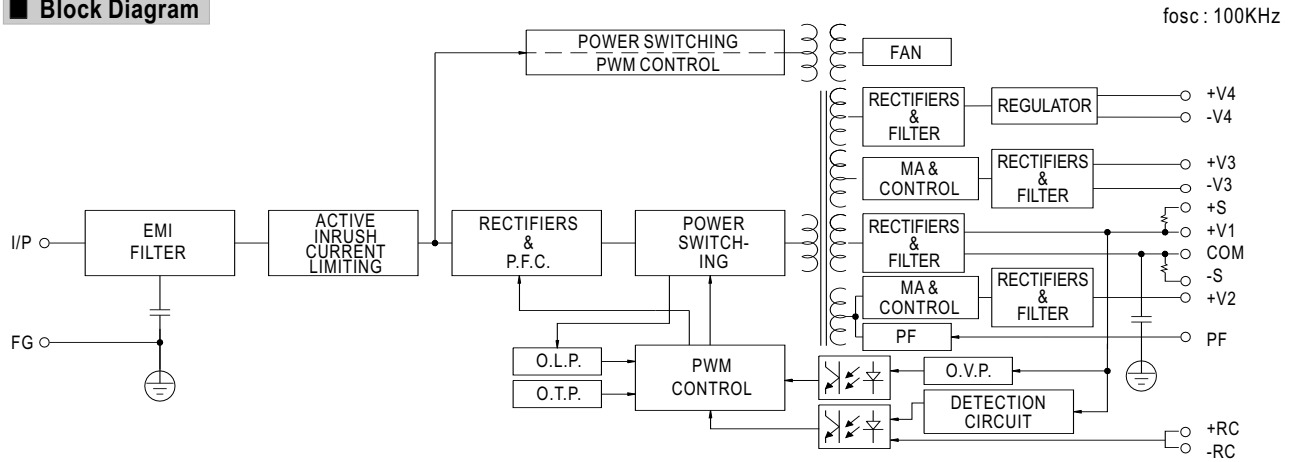 ■ Block Diagram
fosc : 100KHz
POWER SWITCHING
PWM CONTROL
FAN
RECTIFIERS
&
FILTER
REGULATOR
+V4
-V4
MA &
CONTROL
RECTIFIERS
&
FILTER
+V3
-V3
I/P
EMI
FILTER
ACTIVE
INRUSH
CURRENT
LIMITING
RECTIFIERS
&
P.F.C.
POWER
SWITCH-
ING
RECTIFIERS
&
FILTER
+S
+V1
COM
-S
MA &
CONTROL
RECTIFIERS
&
FILTER
+V2
PF
PF
FG
O.L.P.
O.T.P.
PWM
CONTROL
O.V.P.
DETECTION
CIRCUIT
+RC
-RC